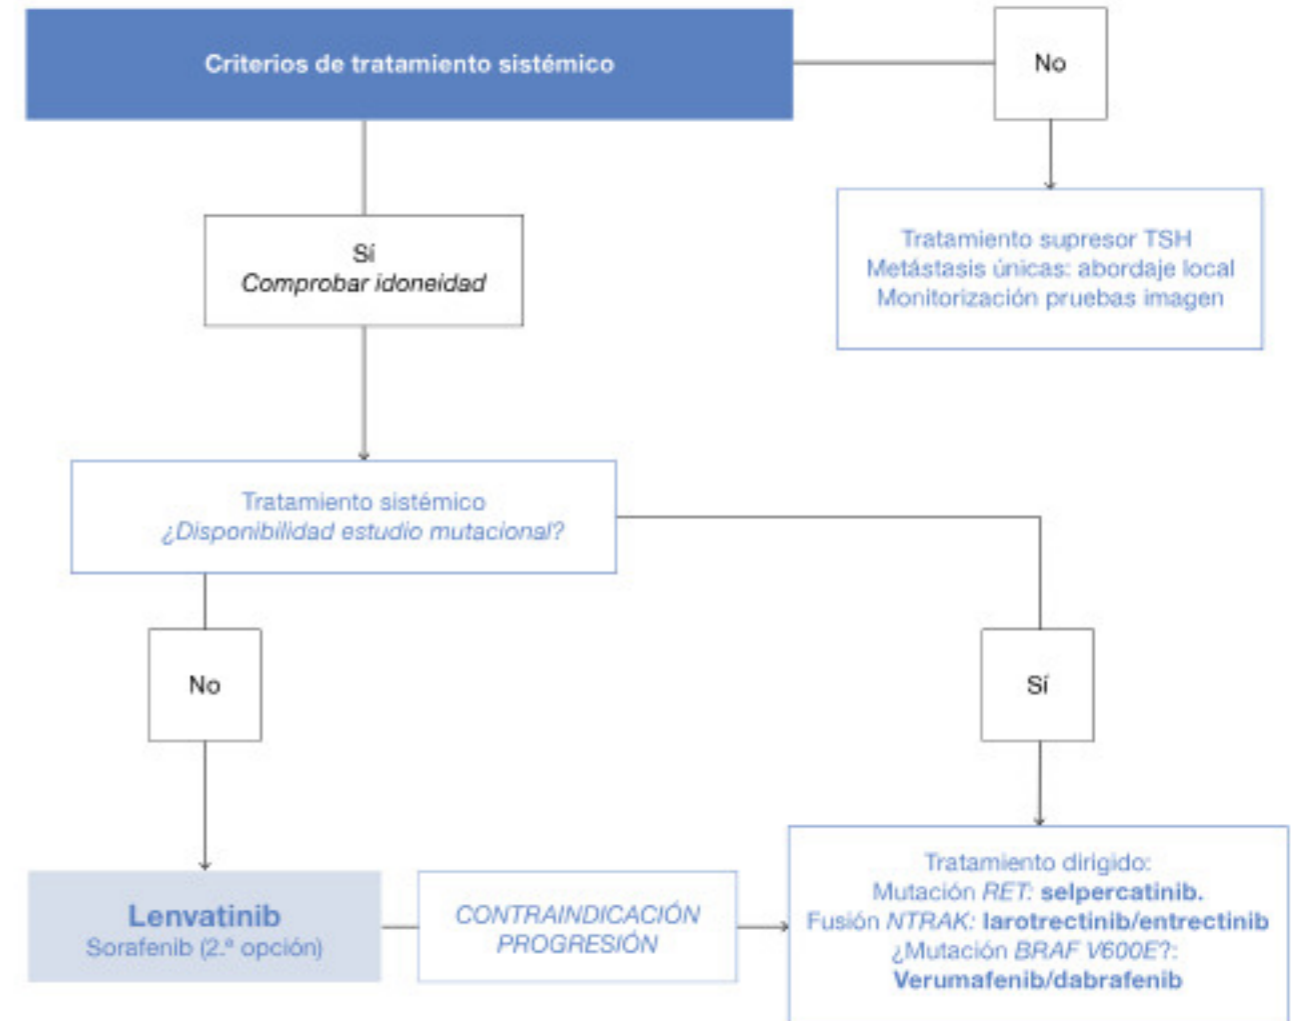 Criterios de tratamiento sistémico
No
Sí
Comprobar idoneidad
Tratamiento supresor TSH
Metástasis únicas: abordaje local
Monitorización pruebas imagen
Tratamiento sistémico
¿Disponibilidad estudio mutacional?
No
Sí
Lenvatinib
Sorafenib (2.ª opción)
CONTRAINDICACIÓN
PROGRESIÓN
Tratamiento dirigido:
Mutación RET: selpercatinib.
Fusión NTRAK: larotrectinib/entrectinib
¿Mutación BRAF V600E?:
Verumafenib/dabrafenib